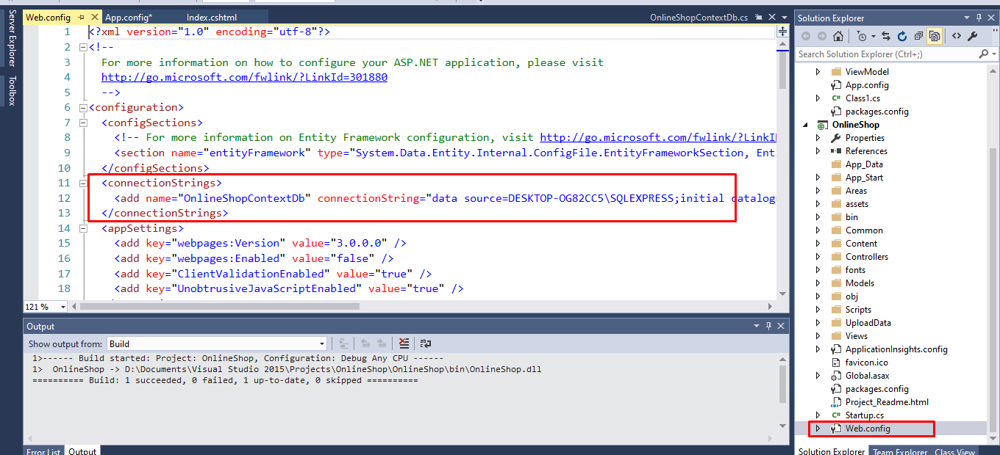 Server Explorer
Toolbox
Web.config
App.config*
Index.cshtml
OnlineShopContextDb.cs
1 <?xml version="1.0" encoding="utf-8"?>
2 <!--
3 For more information on how to configure your ASP.NET application, please visit
4 http://go.microsoft.com/fwlink/?LinkId=301880
5 -->
6 <configuration>
7 <configSections>
8 <!-- For more information on Entity Framework configuration, visit http://go.microsoft.com/fwlink/?LinkI
9 <section name="entityFramework" type="System.Data.Entity.Internal.ConfigFile.EntityFrameworkSection, Ent
10 </configSections>
11 <connectionStrings>
12 <add name="OnlineShopContextDb" connectionString="data source=DESKTOP-OG82CC5\SQLEXPRESS;initial catalog=
13 </connectionStrings>
14 <appSettings>
15 <add key="webpages:Version" value="3.0.0.0" />
16 <add key="webpages:Enabled" value="false" />
17 <add key="ClientValidationEnabled" value="true" />
18 <add key="UnobtrusiveJavaScriptEnabled" value="true" />
121 %
Output
Show output from: Build
1>------ Build started: Project: OnlineShop, Configuration: Debug Any CPU ------
1> OnlineShop -> D:\Documents\Visual Studio 2015\Projects\OnlineShop\OnlineShop\bin\OnlineShop.dll
========== Build: 1 succeeded, 0 failed, 1 up-to-date, 0 skipped ==========
Error List
Output
Solution Explorer
Search Solution Explorer (Ctrl+;)
ViewModel
App.config
Class1.cs
packages.config
OnlineShop
Properties
References
App_Data
App_Start
Areas
assets
bin
Common
Content
Controllers
fonts
Models
obj
Scripts
UploadData
Views
ApplicationInsights.config
favicon.ico
Global.asax
packages.config
Project_Readme.html
Startup.cs
Web.config
Solution Explorer
Team Explorer
Class View